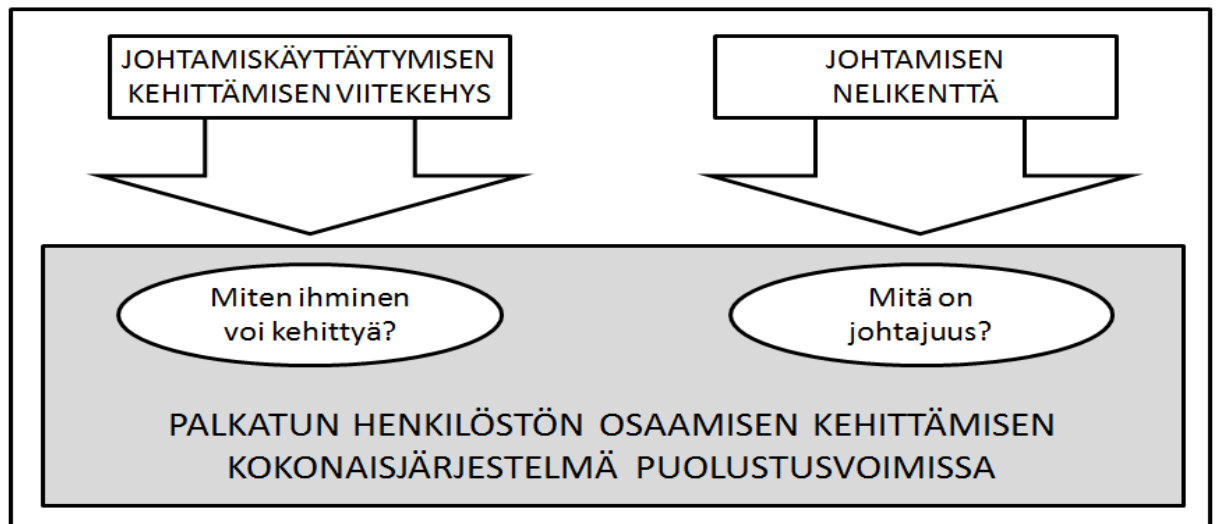 JOHTAMISKÄYTTÄYTYMISEN
KEHITTÄMISEN VIITEKEHYS
JOHTAMISEN
NELIKENTTÄ
Miten ihminen
voi kehittyä?
Mitä on
johtajuus?
PALKATUN HENKILÖSTÖN OSAAMISEN KEHITTÄMISEN
KOKONAISJÄRJESTELMÄ PUOLUSTUSVOIMISSA